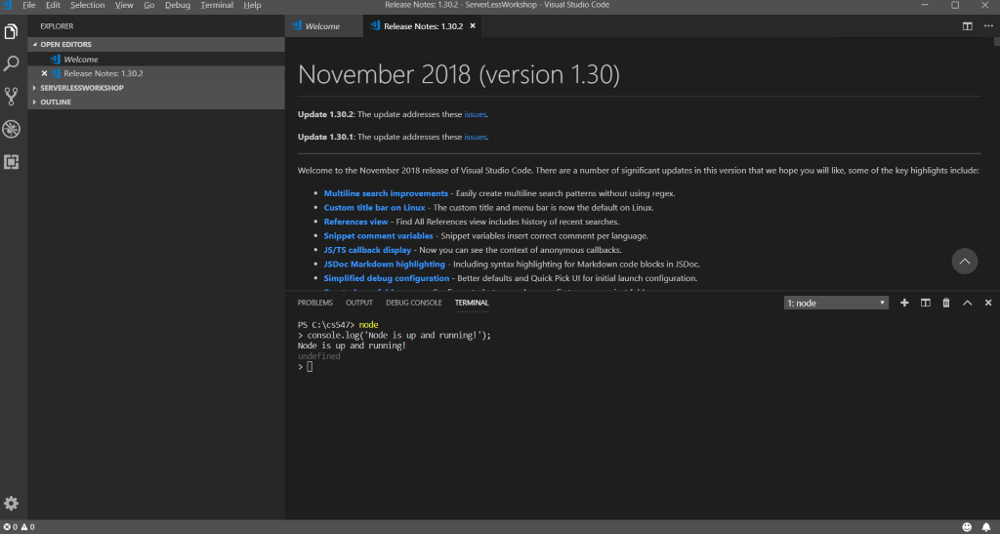 File Edit Selection View Go Debug Terminal Help
Release Notes: 1.30.2 - ServerLessWorkshop - Visual Studio Code
EXPLORER
OPEN EDITORS
Welcome
Release Notes: 1.30.2
SERVERLESSWORKSHOP
OUTLINE
Welcome
Release Notes: 1.30.2
November 2018 (version 1.30)
Update 1.30.2: The update addresses these issues.
Update 1.30.1: The update addresses these issues.
Welcome to the November 2018 release of Visual Studio Code. There are a number of significant updates in this version that we hope you will like, some of the key highlights include:
Multiline search improvements - Easily create multiline search patterns without using regex.
Custom title bar on Linux - The custom title and menu bar is now the default on Linux.
References view - Find All References view includes history of recent searches.
Snippet comment variables - Snippet variables insert correct comment per language.
JS/TS callback display - Now you can see the context of anonymous callbacks.
JSDoc Markdown highlighting - Including syntax highlighting for Markdown code blocks in JSDoc.
Simplified debug configuration - Better defaults and Quick Pick UI for initial launch configuration.
PROBLEMS OUTPUT DEBUG CONSOLE TERMINAL
1: node
PS C:\cs547> node
> console.log('Node is up and running!');
Node is up and running!
undefined
>
0 0